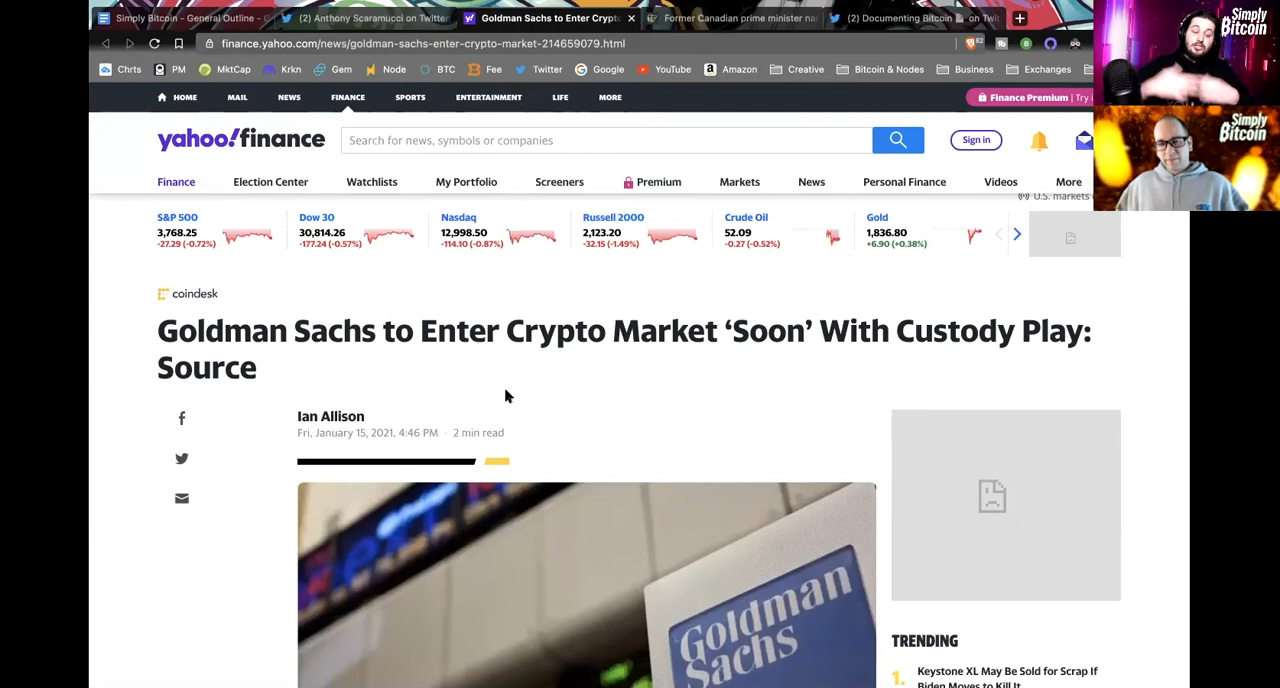 Simply Bitcoin - General Outline -
(2) Anthony Scaramucci on Twitter
Goldman Sachs to Enter Crypto
Former Canadian prime minister na
(2) Documenting Bitcoin on Twi
finance.yahoo.com/news/goldman-sachs-enter-crypto-market-214659079.html
62
Chrts
PM
MktCap
Krkn
Gem
Node
BTC
Fee
Twitter
Google
YouTube
Amazon
Creative
Bitcoin & Nodes
Business
Exchanges
Simply
Bitcoin
Simply
Bitcoin
HOME
MAIL
NEWS
FINANCE
SPORTS
ENTERTAINMENT
LIFE
MORE
Finance Premium | Try
yahoo!finance
Search for news, symbols or companies
Sign in
Finance
Election Center
Watchlists
My Portfolio
Screeners
Premium
Markets
News
Personal Finance
Videos
More
U.S. markets
S&P 500
3,768.25
-27.29 (-0.72%)
Dow 30
30,814.26
-177.24 (-0.57%)
Nasdaq
12,998.50
-114.10 (-0.87%)
Russell 2000
2,123.20
-32.15 (-1.49%)
Crude Oil
52.09
-0.27 (-0.52%)
Gold
1,836.80
+6.90 (+0.38%)
coindesk
Goldman Sachs to Enter Crypto Market ‘Soon’ With Custody Play:
Source
Ian Allison
Fri, January 15, 2021, 4:46 PM · 2 min read
Goldman
Sachs
TRENDING
1. Keystone XL May Be Sold for Scrap If
Biden Moves to Kill It